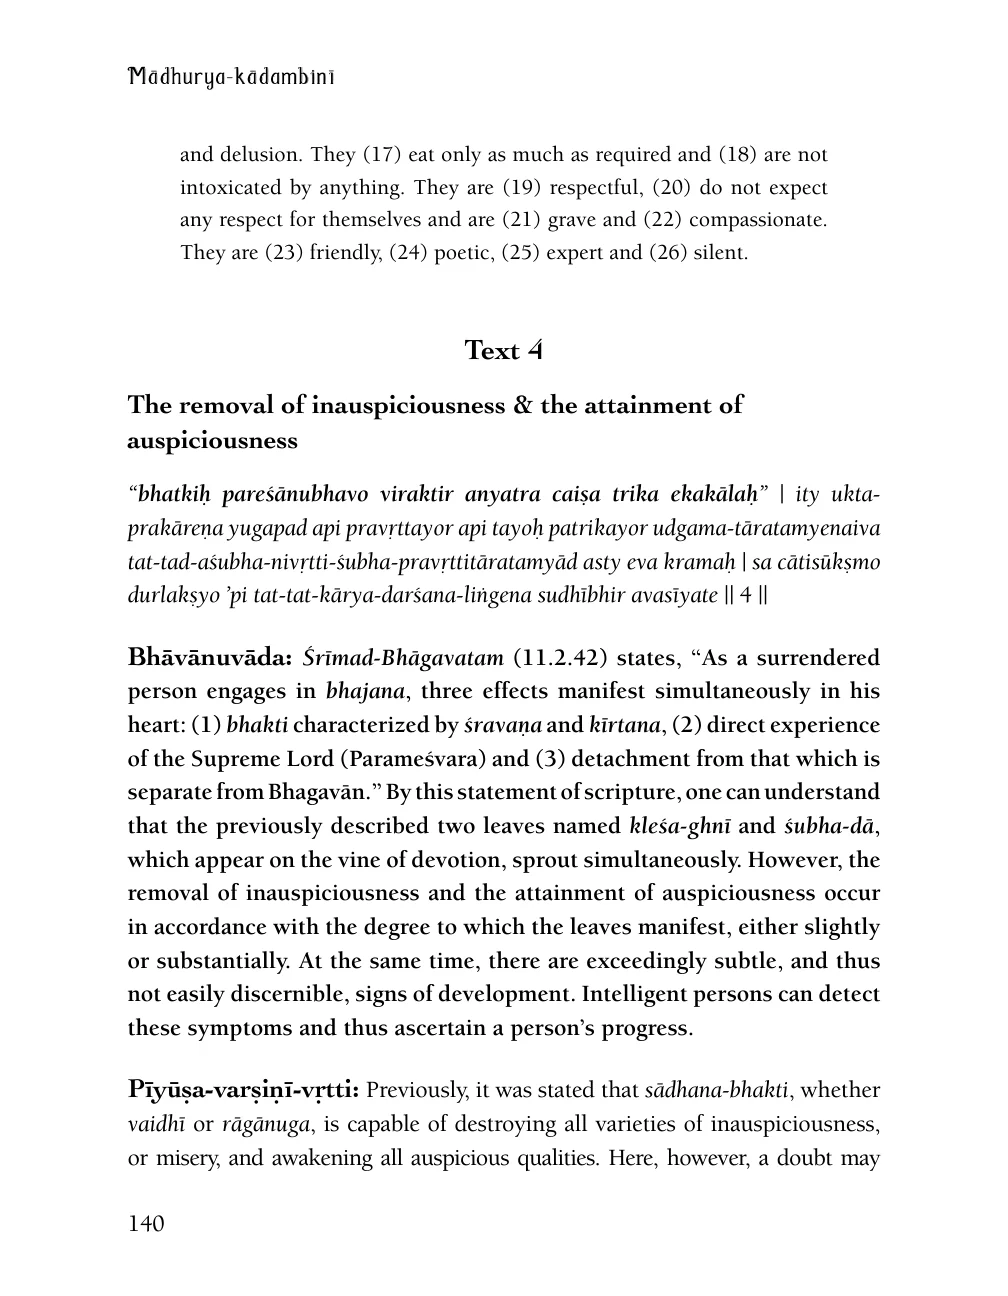 Mādhurya-kādambinī
and delusion. They (17) eat only as much as required and (18) are not
intoxicated by anything. They are (19) respectful, (20) do not expect
any respect for themselves and are (21) grave and (22) compassionate.
They are (23) friendly, (24) poetic, (25) expert and (26) silent.
Text 4
The removal of inauspiciousness & the attainment of
auspiciousness
“bhatkiḥ pareśānubhavo viraktir anyatra caiṣa trika ekakālaḥ” | ity ukta-
prakāreṇa yugapad api pravṛttayor api tayoḥ patrikayor udgama-tāratamyenaiva
tat-tad-aśubha-nivṛtti-śubha-pravṛttitāratamyād asty eva kramaḥ | sa cātisūkṣmo
durlakṣyo ’pi tat-tat-kārya-darśana-liṅgena sudhībhir avasīyate || 4 ||
Bhāvānuvāda: Śrīmad-Bhāgavatam (11.2.42) states, “As a surrendered
person engages in bhajana, three effects manifest simultaneously in his
heart: (1) bhakti characterized by śravaṇa and kīrtana, (2) direct experience
of the Supreme Lord (Parameśvara) and (3) detachment from that which is
separate from Bhagavān.” By this statement of scripture, one can understand
that the previously described two leaves named kleśa-ghnī and śubha-dā,
which appear on the vine of devotion, sprout simultaneously. However, the
removal of inauspiciousness and the attainment of auspiciousness occur
in accordance with the degree to which the leaves manifest, either slightly
or substantially. At the same time, there are exceedingly subtle, and thus
not easily discernible, signs of development. Intelligent persons can detect
these symptoms and thus ascertain a person’s progress.
Pīyūṣa-varṣiṇī-vṛtti: Previously, it was stated that sādhana-bhakti, whether
vaidhī or rāgānuga, is capable of destroying all varieties of inauspiciousness,
or misery, and awakening all auspicious qualities. Here, however, a doubt may
140